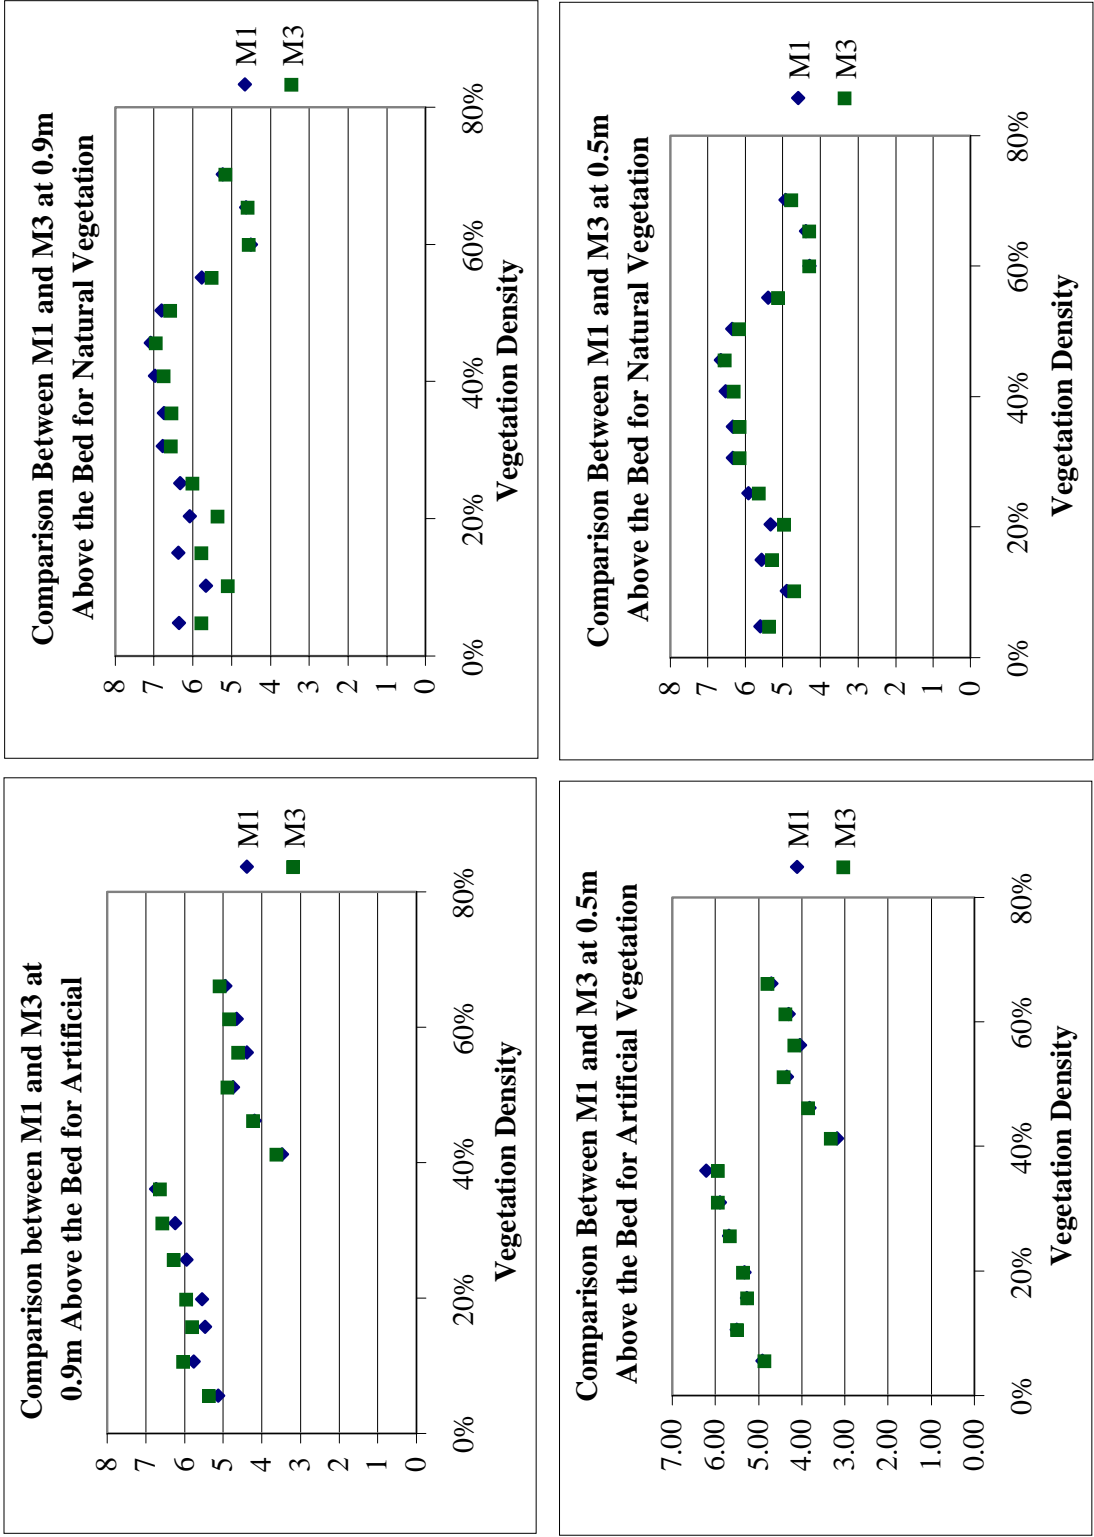 Comparison between M1 and M3 at
0.9m Above the Bed for Artificial
8
7
6
5
4
3
2
1
0
0%
20%
40%
60%
80%
Vegetation Density
M1
M3
Comparison Between M1 and M3 at 0.9m
Above the Bed for Natural Vegetation
8
7
6
5
4
3
2
1
0
0%
20%
40%
60%
80%
Vegetation Density
M1
M3
Comparison Between M1 and M3 at 0.5m
Above the Bed for Artificial Vegetation
7.00
6.00
5.00
4.00
3.00
2.00
1.00
0.00
0%
20%
40%
60%
80%
Vegetation Density
M1
M3
Comparison Between M1 and M3 at 0.5m
Above the Bed for Natural Vegetation
8
7
6
5
4
3
2
1
0
0%
20%
40%
60%
80%
Vegetation Density
M1
M3